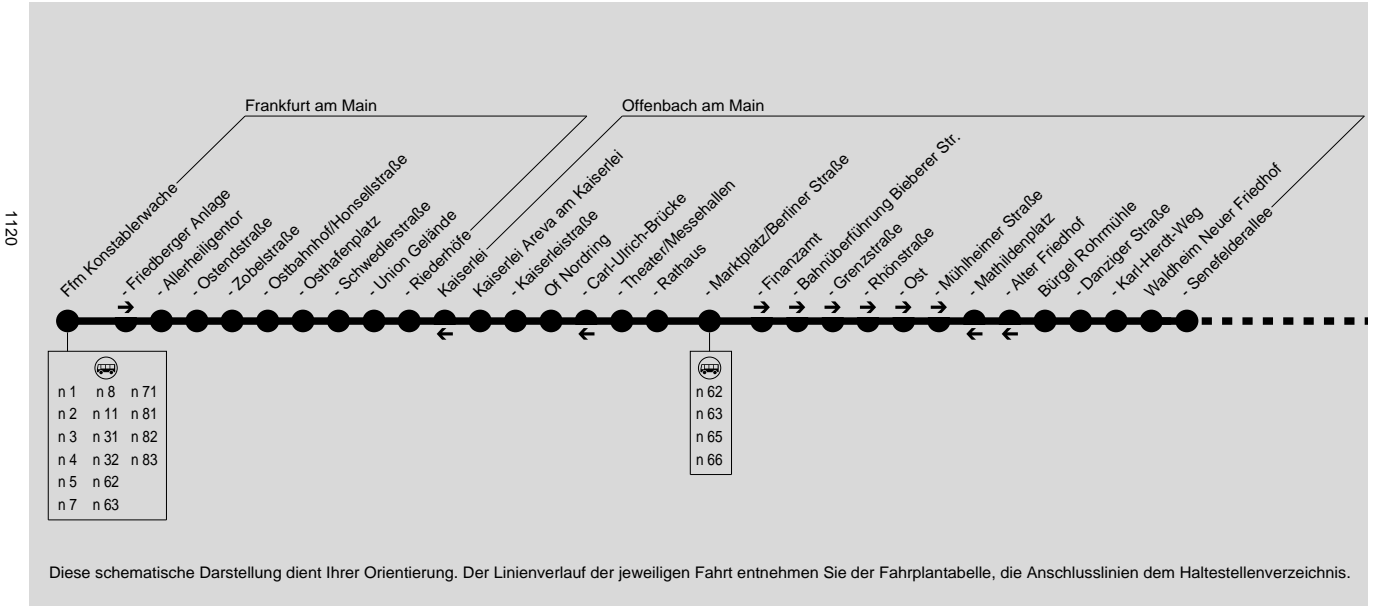 Frankfurt am Main
Offenbach am Main
Ffm Konstablerwache
- Friedberger Anlage
- Allerheiligentor
- Ostendstraße
- Zobelstraße
- Ostbahnhof/Honsellstraße
- Osthafenplatz
- Schwedlerstraße
- Union Gelände
- Riederhöfe
Kaiserlei
Kaiserlei Areva am Kaiserlei
- Kaiserleistraße
Of Nordring
- Carl-Ulrich-Brücke
- Theater/Messehallen
- Rathaus
- Marktplatz/Berliner Straße
- Finanzamt
- Bahnüberführung Bieberer Str.
- Grenzstraße
- Rhönstraße
- Ost
- Mühlheimer Straße
- Mathildenplatz
- Alter Friedhof
Bürgel Rohrmühle
- Danziger Straße
- Karl-Herdt-Weg
Waldheim Neuer Friedhof
- Senefelderallee
n 1 n 8 n 71
n 2 n 11 n 81
n 3 n 31 n 82
n 4 n 32 n 83
n 5 n 62
n 7 n 63
n 62
n 63
n 65
n 66
1120
Diese schematische Darstellung dient Ihrer Orientierung. Der Linienverlauf der jeweiligen Fahrt entnehmen Sie der Fahrplantabelle, die Anschlusslinien dem Haltestellenverzeichnis.